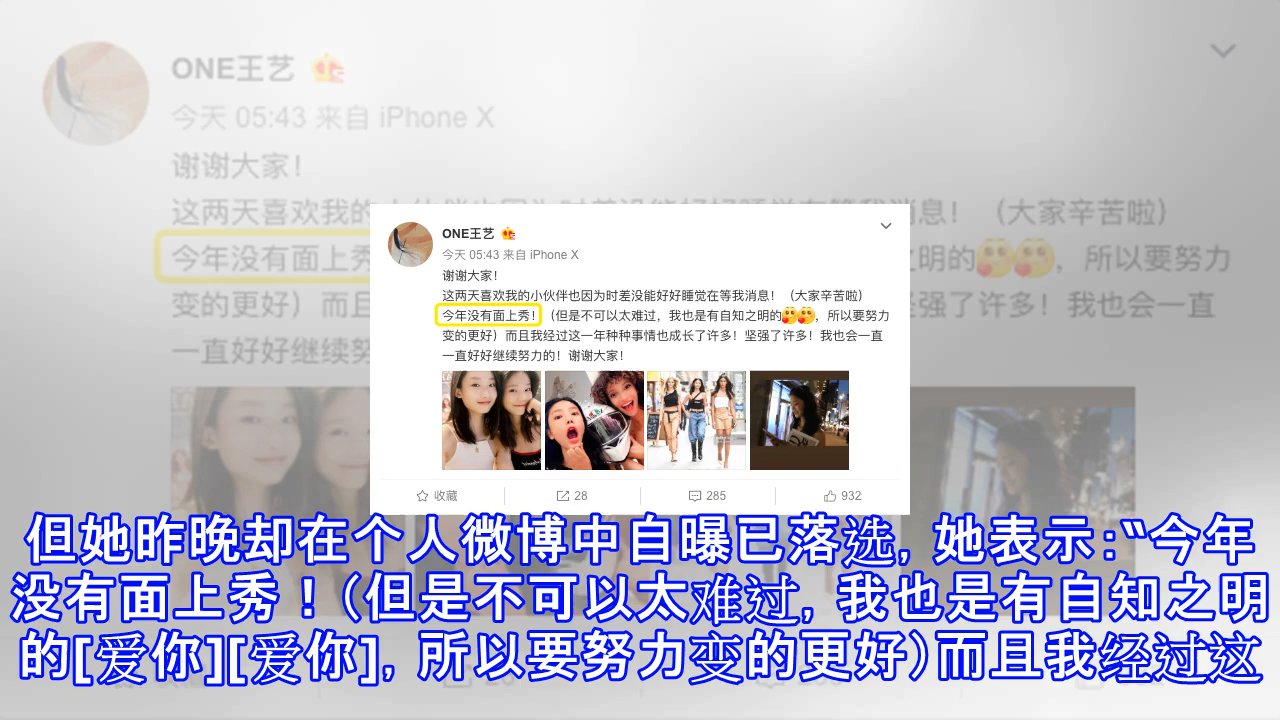 ONE王艺
今天 05:43 来自 iPhone X
谢谢大家！
这两天喜欢我的小伙伴也因为时差没能好好睡觉在等我消息！（大家辛苦啦）
今年没有面上秀！（但是不可以太难过，我也是有自知之明的，所以要努力
变的更好）而且我经过这一年种种事情也成长了许多！坚强了许多！我也会一直
一直好好继续努力的！谢谢大家！
收藏
28
285
932
但她昨晚却在个人微博中自曝已落选，她表示:“今年
没有面上秀！(但是不可以太难过，我也是有自知之明
的[爱你][爱你]，所以要努力变的更好)而且我经过这